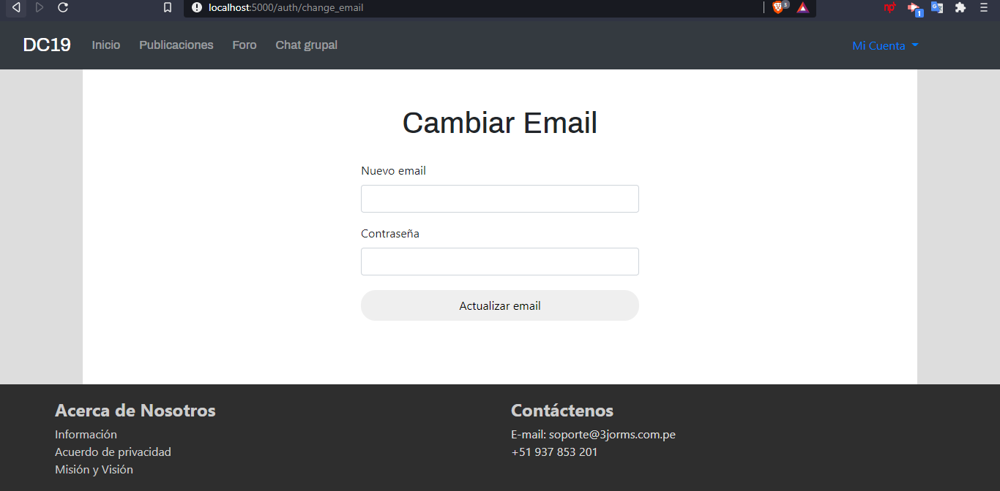 localhost:5000/auth/change_email
3
1
DC19 Inicio Publicaciones Foro Chat grupal Mi Cuenta
Cambiar Email
Nuevo email
Contraseña
Actualizar email
Acerca de Nosotros
Información
Acuerdo de privacidad
Misión y Visión
Contáctenos
E-mail: soporte@3jorms.com.pe
+51 937 853 201